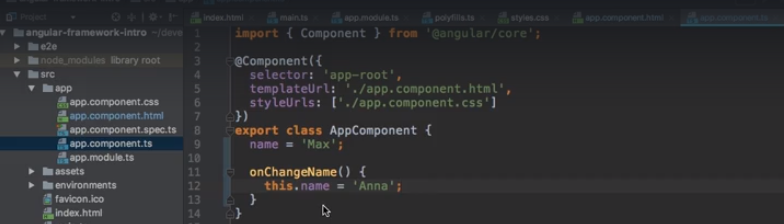 Project
index.html
main.ts
app.module.ts
polyfills.ts
styles.css
app.component.html
app.component.ts
angular-framework-intro ~/deve
e2e
node_modules library root
src
app
app.component.css
app.component.html
app.component.spec.ts
app.component.ts
app.module.ts
assets
environments
favicon.ico
index.html
1 import { Component } from '@angular/core';
2
3 @Component({
4 selector: 'app-root',
5 templateUrl: './app.component.html',
6 styleUrls: ['./app.component.css']
7 })
8 export class AppComponent {
9 name = 'Max';
10
11 onChangeName() {
12 this.name = 'Anna';
13 }
14 }